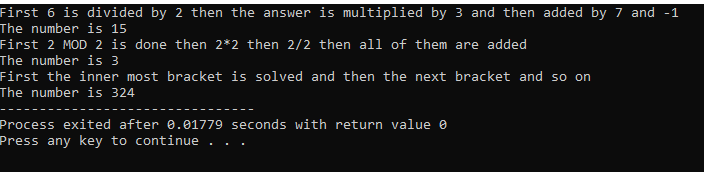 First 6 is divided by 2 then the answer is multiplied by 3 and then added by 7 and -1
The number is 15
First 2 MOD 2 is done then 2*2 then 2/2 then all of them are added
The number is 3
First the inner most bracket is solved and then the next bracket and so on
The number is 324
--------------------------------
Process exited after 0.01779 seconds with return value 0
Press any key to continue . . .